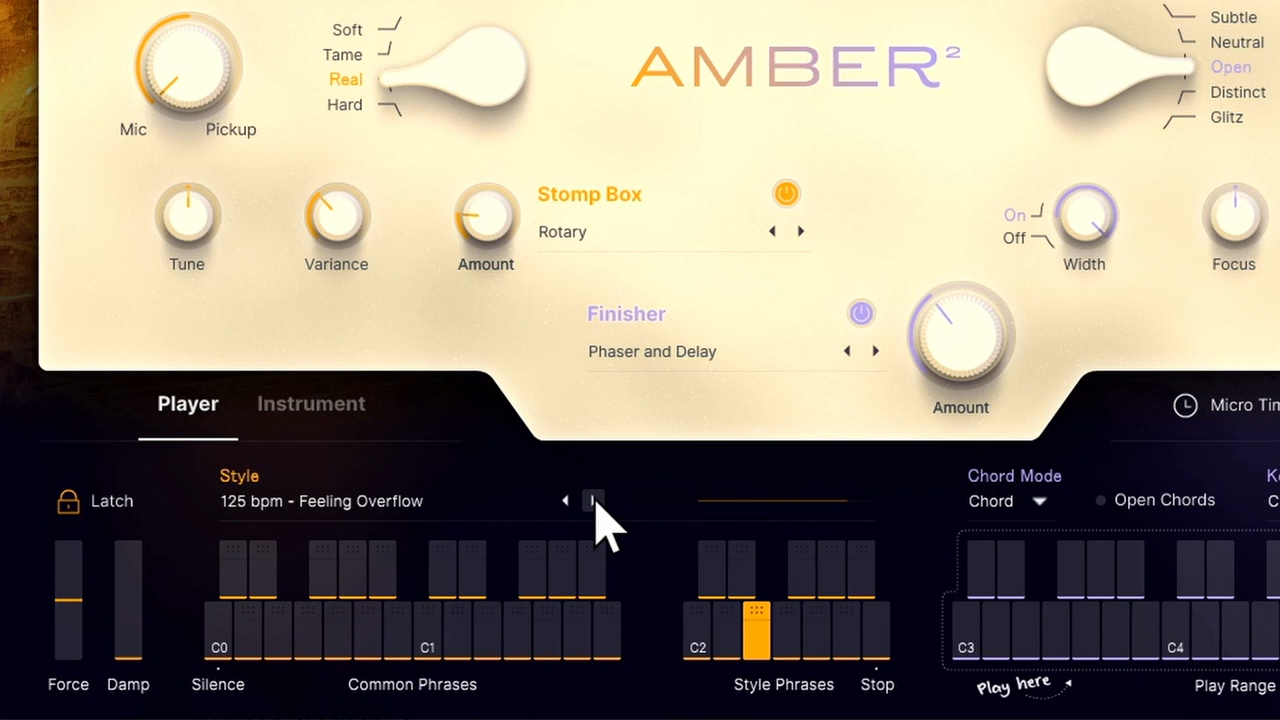 Mic
Pickup
Soft
Tame
Real
Hard
AMBER²
Subtle
Neutral
Open
Distinct
Glitz
Tune
Variance
Amount
Stomp Box
Rotary
On
Off
Width
Focus
Finisher
Phaser and Delay
Amount
Player
Instrument
Micro
Latch
Style
125 bpm - Feeling Overflow
Chord Mode
Chord
Open Chords
C0
C1
C2
C3
C4
Force
Damp
Silence
Common Phrases
Style Phrases
Stop
Play here
Play Range